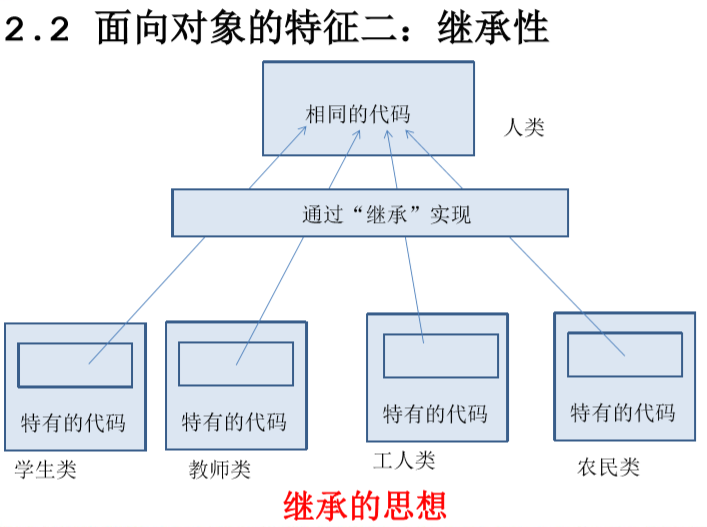 2.2 面向对象的特征二：继承性
相同的代码
人类
通过“继承”实现
特有的代码
特有的代码
特有的代码
特有的代码
学生类
教师类
工人类
农民类
继承的思想